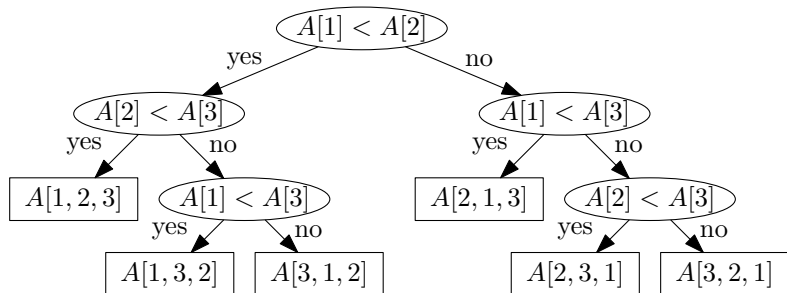 A[1] < A[2]
yes
no
A[2] < A[3]
A[1] < A[3]
yes
no
yes
no
A[1, 2, 3]
A[1] < A[3]
A[2, 1, 3]
A[2] < A[3]
yes
no
yes
no
A[1, 3, 2]
A[3, 1, 2]
A[2, 3, 1]
A[3, 2, 1]